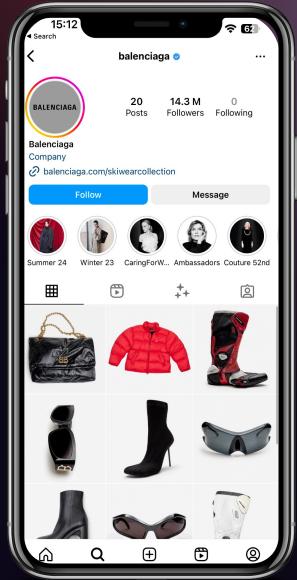 15:12
62
Search
balenciaga
BALENCIAGA
20
14.3 M
0
Posts
Followers
Following
Balenciaga
Company
balenciaga.com/skiwearcollection
Follow
Message
Summer 24
Winter 23
CaringForW...
Ambassadors
Couture 52nd